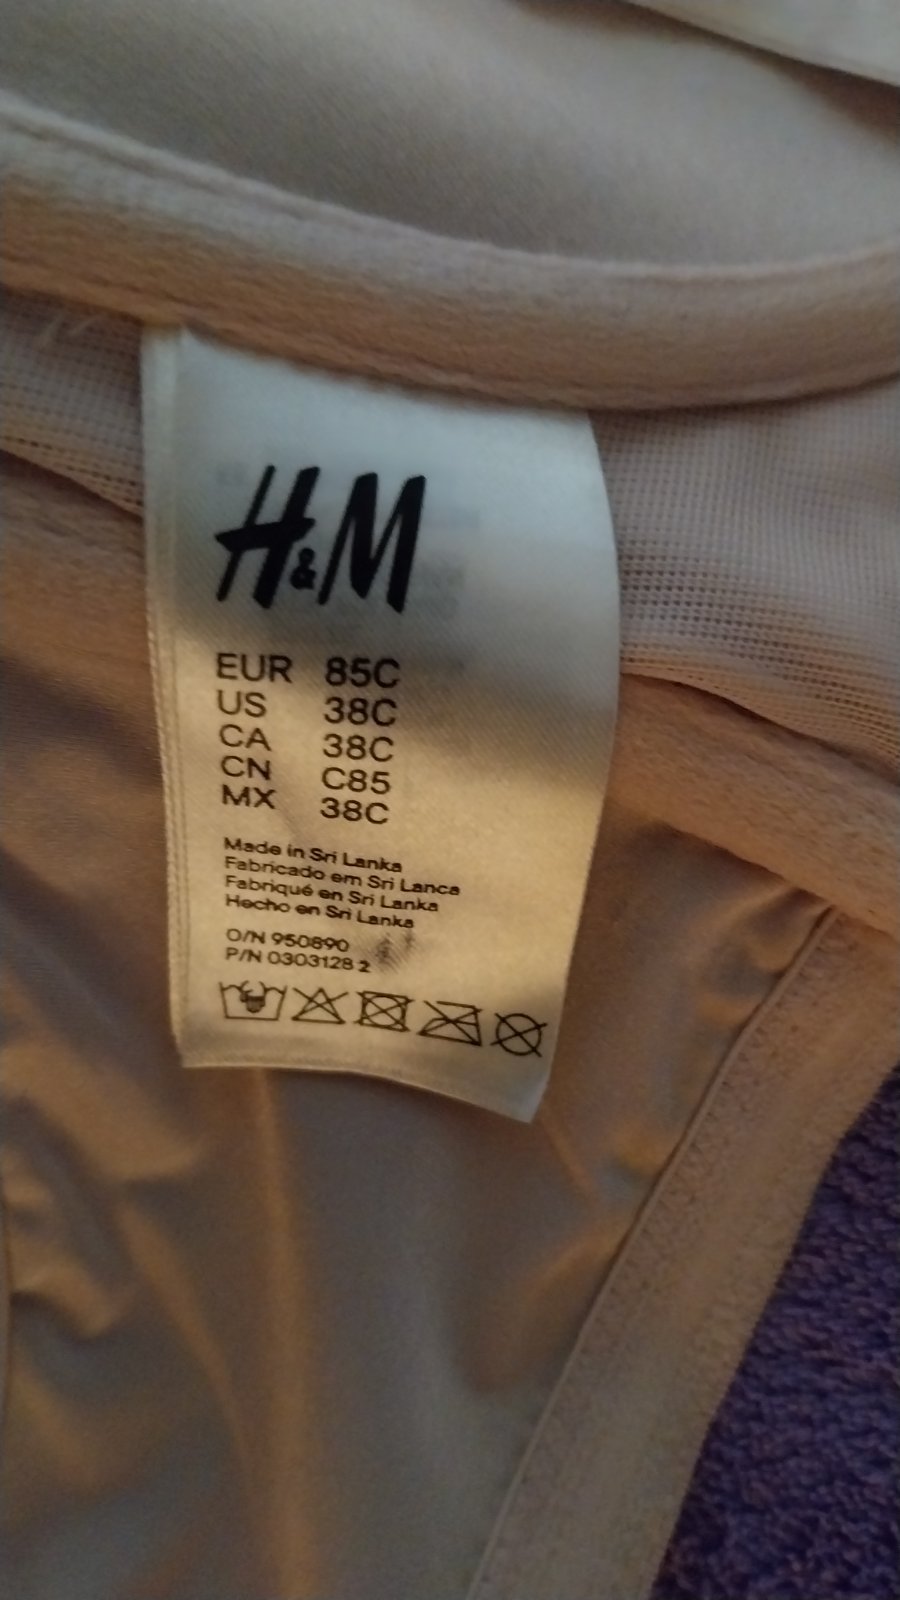 H&M
EUR 85C
US 38C
CA 38C
CN C85
MX 38C
Made in Sri Lanka
Fabricado em Sri Lanca
Fabriqué en Sri Lanka
Hecho en Sri Lanka
O/N 950890
P/N 0303128 2